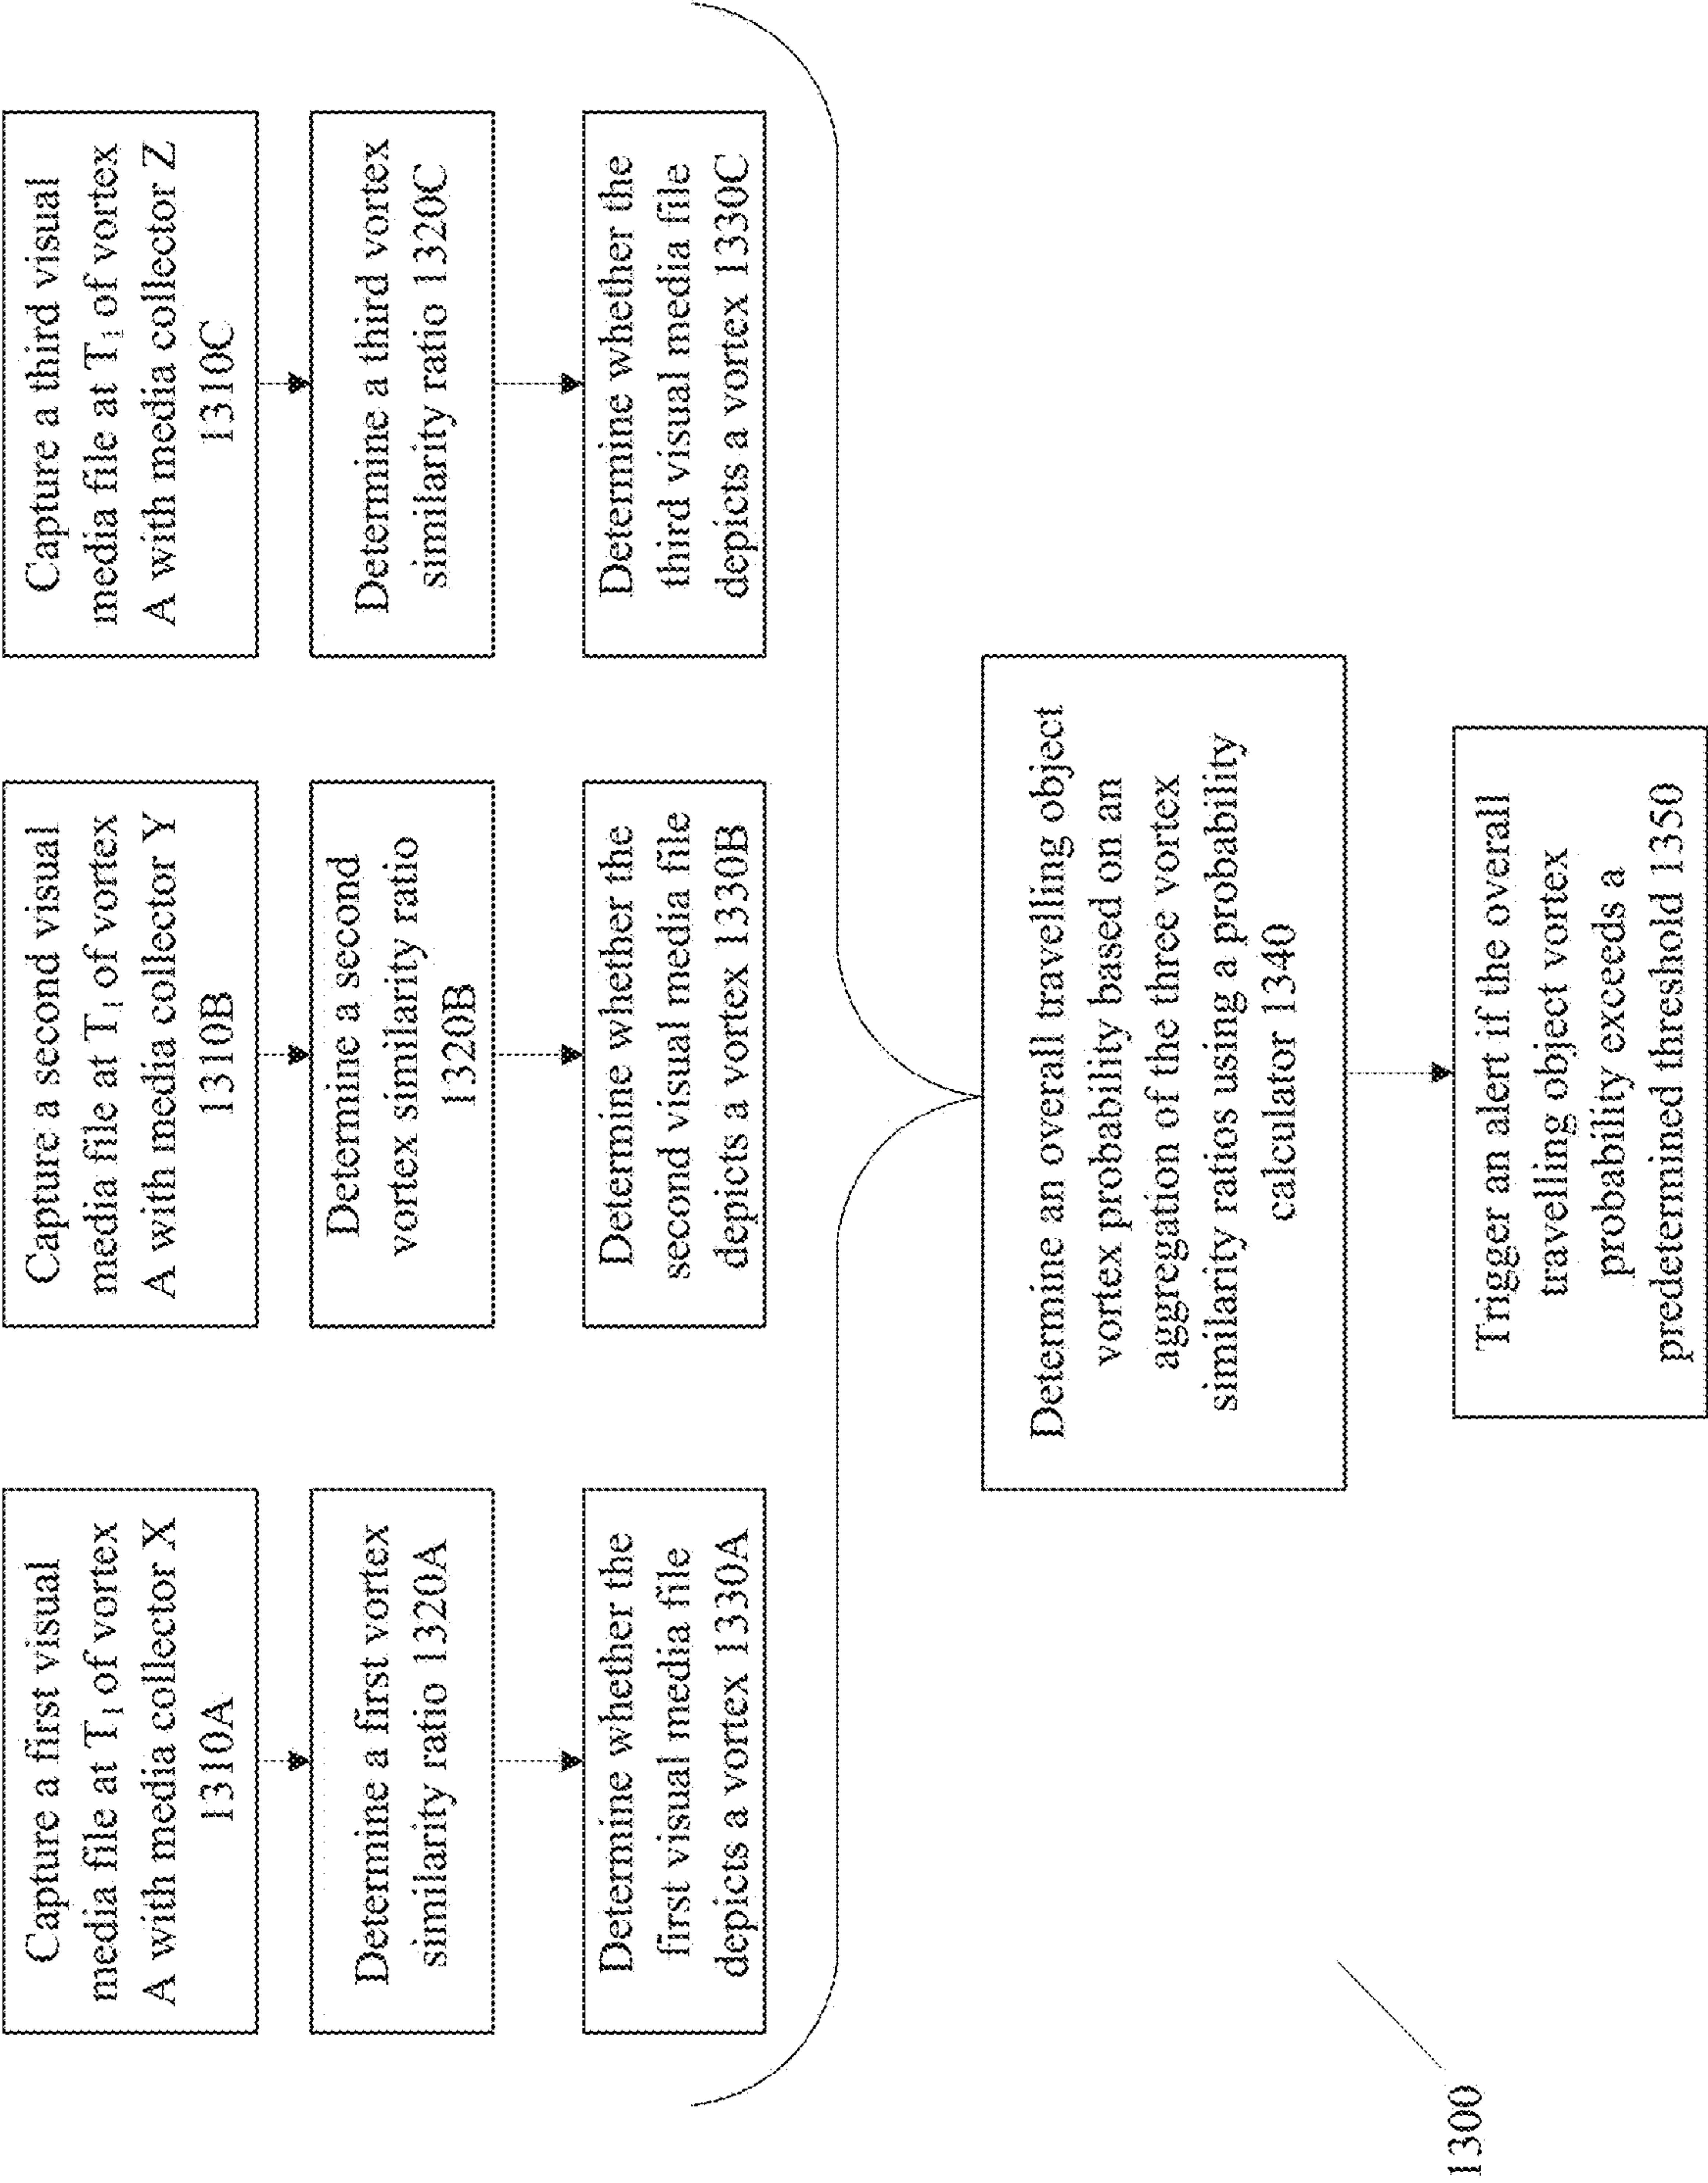 Capture a first visual
media file at T1 of vortex
A with media collector X
1310A
Determine a first vortex
similarity ratio 1320A
Determine whether the
first visual media file
depicts a vortex 1330A
Capture a second visual
media file at T1 of vortex
A with media collector Y
1310B
Determine a second
vortex similarity ratio
1320B
Determine whether the
second visual media file
depicts a vortex 1330B
Capture a third visual
media file at T1 of vortex
A with media collector Z
1310C
Determine a third vortex
similarity ratio 1320C
Determine whether the
third visual media file
depicts a vortex 1330C
Determine an overall travelling object
vortex probability based on an
aggregation of the three vortex
similarity ratios using a probability
calculator 1340
Trigger an alert if the overall
travelling object vortex
probability exceeds a
predetermined threshold 1350
1300